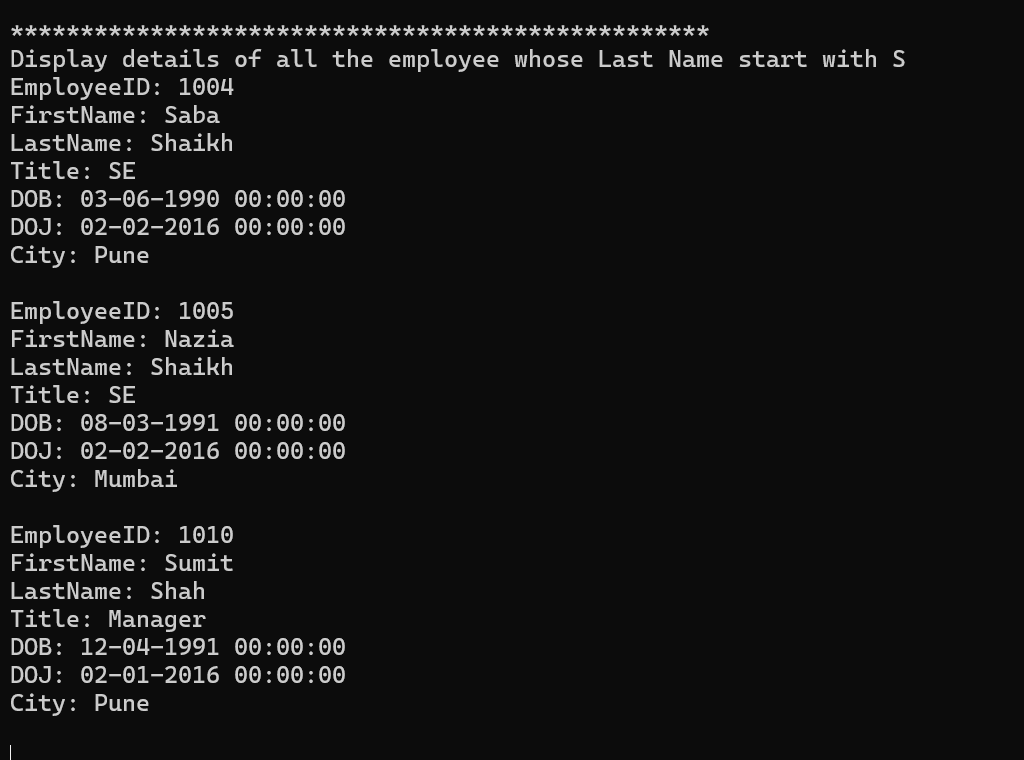 **************************************************
Display details of all the employee whose Last Name start with S
EmployeeID: 1004
FirstName: Saba
LastName: Shaikh
Title: SE
DOB: 03-06-1990 00:00:00
DOJ: 02-02-2016 00:00:00
City: Pune
EmployeeID: 1005
FirstName: Nazia
LastName: Shaikh
Title: SE
DOB: 08-03-1991 00:00:00
DOJ: 02-02-2016 00:00:00
City: Mumbai
EmployeeID: 1010
FirstName: Sumit
LastName: Shah
Title: Manager
DOB: 12-04-1991 00:00:00
DOJ: 02-01-2016 00:00:00
City: Pune